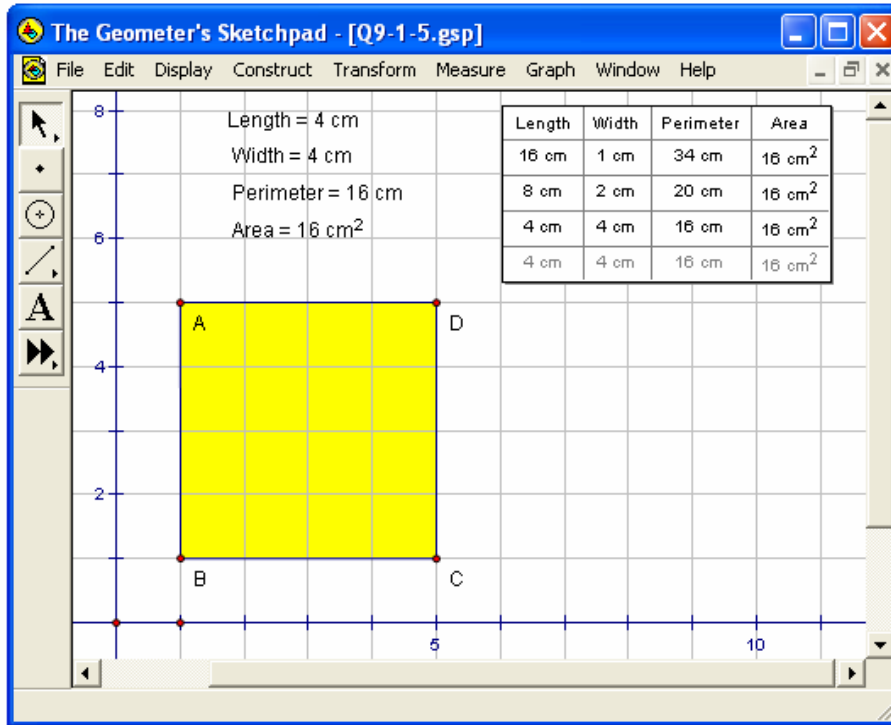 The Geometer's Sketchpad - [Q9-1-5.gsp]
File Edit Display Construct Transform Measure Graph Window Help
Length = 4 cm
Width = 4 cm
Perimeter = 16 cm
Area = 16 cm²
Length Width Perimeter Area
16 cm 1 cm 34 cm 16 cm²
8 cm 2 cm 20 cm 16 cm²
4 cm 4 cm 16 cm 16 cm²
4 cm 4 cm 16 cm 16 cm²
8
6
4
2
A
D
B
C
5
10
A